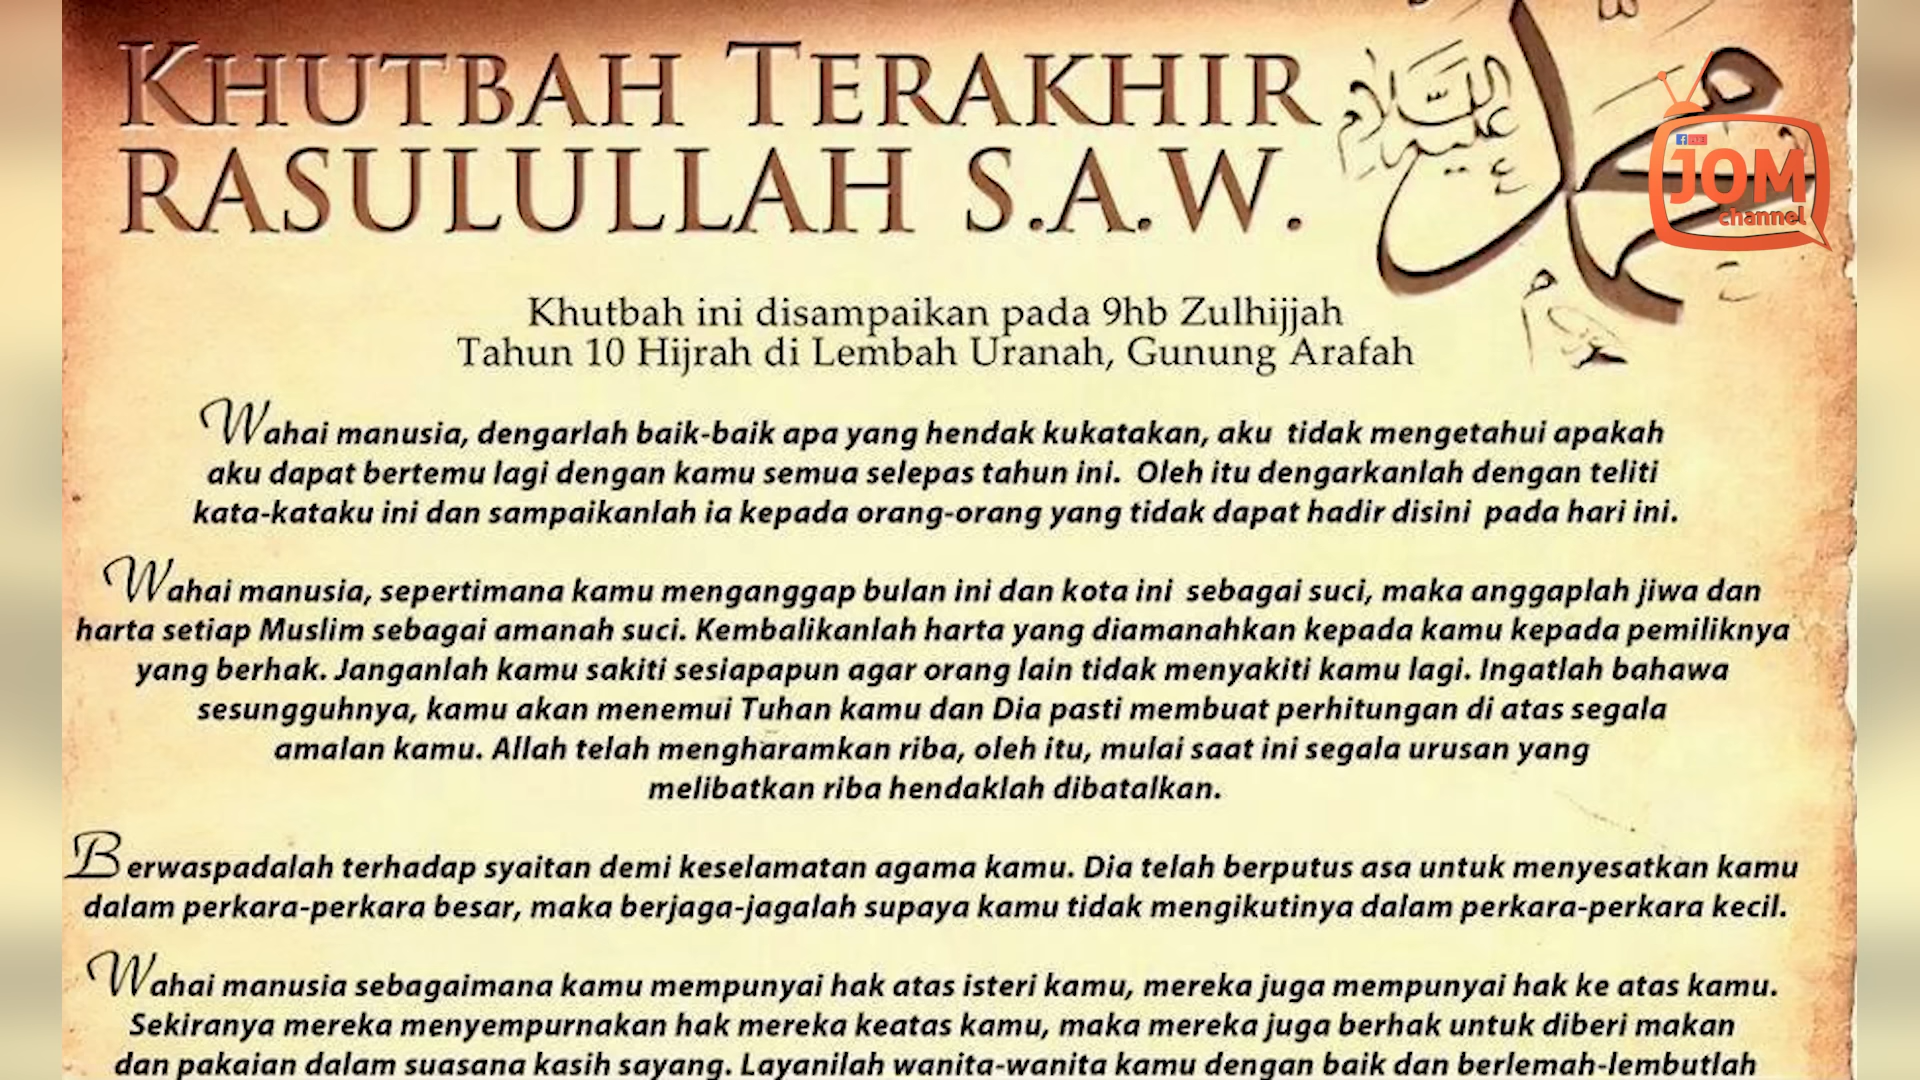 KHUTBAH TERAKHIR
RASULULLAH S.A.W.
محمد
عليه السلام
JOM
channel
Khutbah ini disampaikan pada 9hb Zulhijjah
Tahun 10 Hijrah di Lembah Uranah, Gunung Arafah
Wahai manusia, dengarlah baik-baik apa yang hendak kukatakan, aku tidak mengetahui apakah
aku dapat bertemu lagi dengan kamu semua selepas tahun ini. Oleh itu dengarkanlah dengan teliti
kata-kataku ini dan sampaikanlah ia kepada orang-orang yang tidak dapat hadir disini pada hari ini.
Wahai manusia, sepertimana kamu menganggap bulan ini dan kota ini sebagai suci, maka anggaplah jiwa dan
harta setiap Muslim sebagai amanah suci. Kembalikanlah harta yang diamanahkan kepada kamu kepada pemiliknya
yang berhak. Janganlah kamu sakiti sesiapapun agar orang lain tidak menyakiti kamu lagi. Ingatlah bahawa
sesungguhnya, kamu akan menemui Tuhan kamu dan Dia pasti membuat perhitungan di atas segala
amalan kamu. Allah telah mengharamkan riba, oleh itu, mulai saat ini segala urusan yang
melibatkan riba hendaklah dibatalkan.
Berwaspadalah terhadap syaitan demi keselamatan agama kamu. Dia telah berputus asa untuk menyesatkan kamu
dalam perkara-perkara besar, maka berjaga-jagalah supaya kamu tidak mengikutinya dalam perkara-perkara kecil.
Wahai manusia sebagaimana kamu mempunyai hak atas isteri kamu, mereka juga mempunyai hak ke atas kamu.
Sekiranya mereka menyempurnakan hak mereka keatas kamu, maka mereka juga berhak untuk diberi makan
dan pakaian dalam suasana kasih sayang. Layanilah wanita-wanita kamu dengan baik dan berlemah-lembutlah